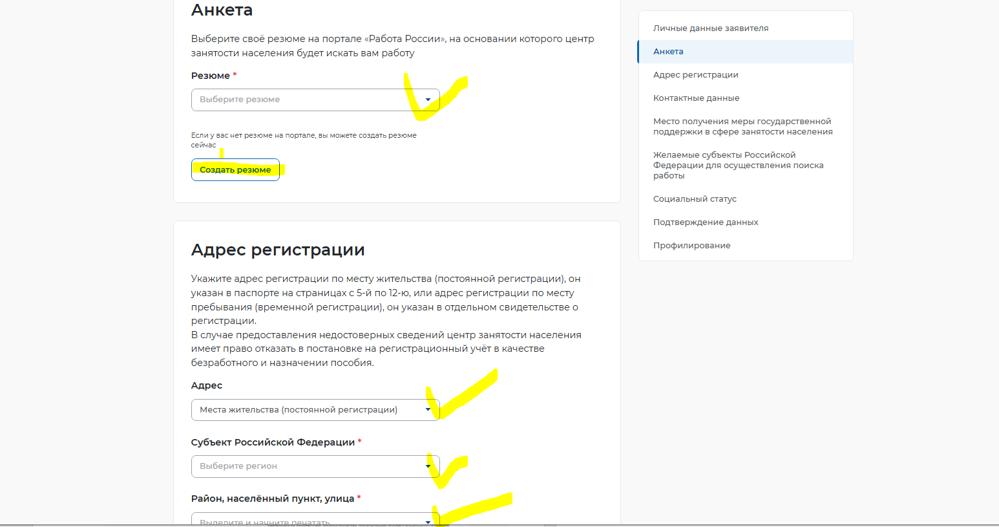 Анкета
Выберите своё резюме на портале «Работа России», на основании которого центр
занятости населения будет искать вам работу
Резюме *
Выберите резюме
Если у вас нет резюме на портале, вы можете создать резюме
сейчас
Создать резюме
Адрес регистрации
Укажите адрес регистрации по месту жительства (постоянной регистрации), он
указан в паспорте на страницах с 5-й по 12-ю, или адрес регистрации по месту
пребывания (временной регистрации), он указан в отдельном свидетельстве о
регистрации.
В случае предоставления недостоверных сведений центр занятости населения
имеет право отказать в постановке на регистрационный учёт в качестве
безработного и назначении пособия.
Адрес
Места жительства (постоянной регистрации)
Субъект Российской Федерации *
Выберите регион
Район, населённый пункт, улица *
Выделите и начните печатать
Личные данные заявителя
Анкета
Адрес регистрации
Контактные данные
Место получения меры государственной
поддержки в сфере занятости населения
Желаемые субъекты Российской
Федерации для осуществления поиска
работы
Социальный статус
Подтверждение данных
Профилирование